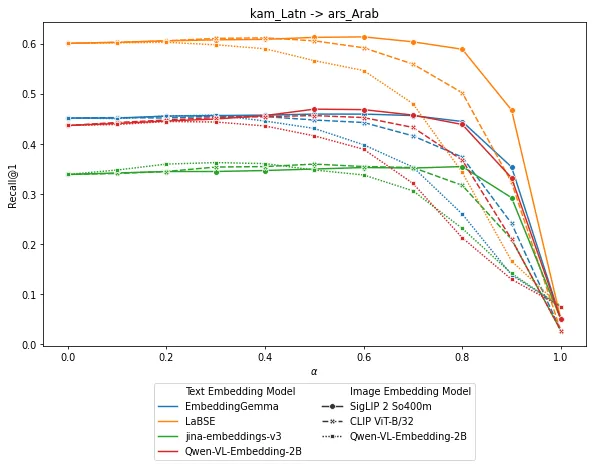 kam_Latn -> ars_Arab
Recall@1
0.6
0.5
0.4
0.3
0.2
0.1
0.0
0.0 0.2 0.4 0.6 0.8 1.0
α
Text Embedding Model
EmbeddingGemma
LaBSE
jina-embeddings-v3
Qwen-VL-Embedding-2B
Image Embedding Model
SigLIP 2 So400m
CLIP ViT-B/32
Qwen-VL-Embedding-2B